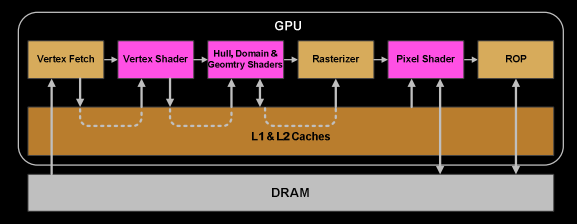 GPU
Vertex Fetch
Vertex Shader
Hull, Domain &
Geomtry Shaders
Rasterizer
Pixel Shader
ROP
L1 & L2 Caches
DRAM